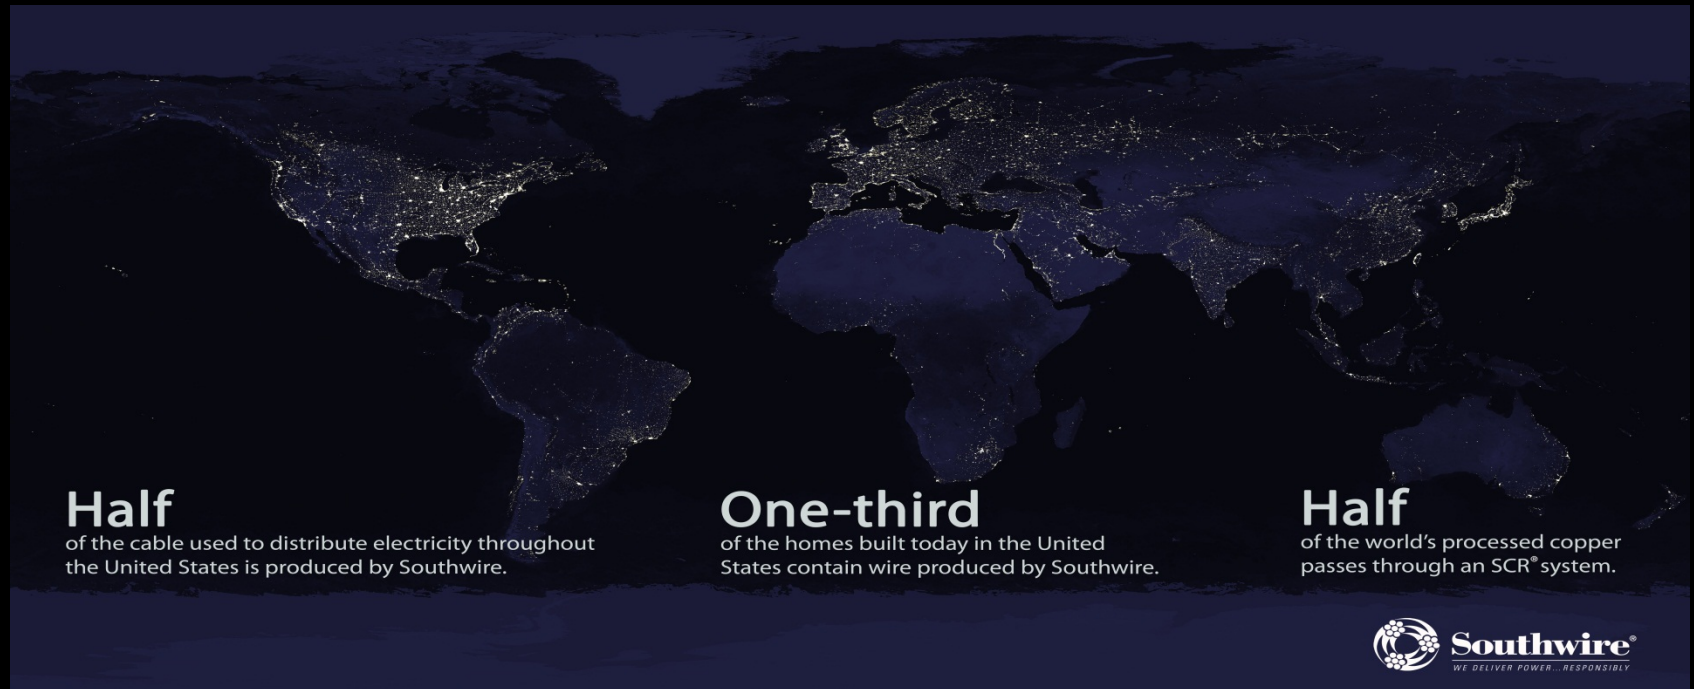 Half
of the cable used to distribute electricity throughout
the United States is produced by Southwire.
One-third
of the homes built today in the United
States contain wire produced by Southwire.
Half
of the world's processed copper
passes through an SCR® system.
Southwire®
WE DELIVER POWER...RESPONSIBLY